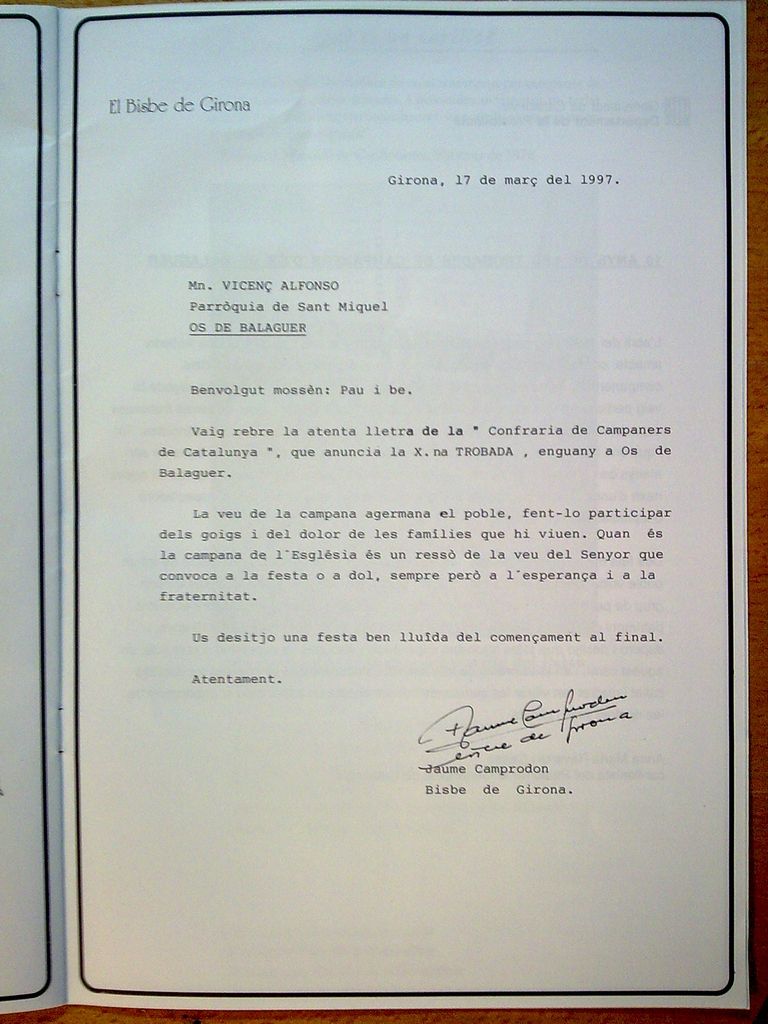 El Bisbe de Girona
Girona, 17 de març del 1997.
Mn. VICENÇ ALFONSO
Parròquia de Sant Miquel
OS DE BALAGUER
Benvolgut mossèn: Pau i be.
Vaig rebre la atenta lletra de la " Confraria de Campaners
de Catalunya ", que anuncia la X.na TROBADA , enguany a Os de
Balaguer.
La veu de la campana agermana el poble, fent-lo participar
dels goigs i del dolor de les famílies que hi viuen. Quan és
la campana de l'Església és un ressò de la veu del Senyor que
convoca a la festa o a dol, sempre però a l'esperança i a la
fraternitat.
Us desitjo una festa ben lluïda del començament al final.
Atentament.
Jaume Camprodon
de Girona
Jaume Camprodon
Bisbe de Girona.